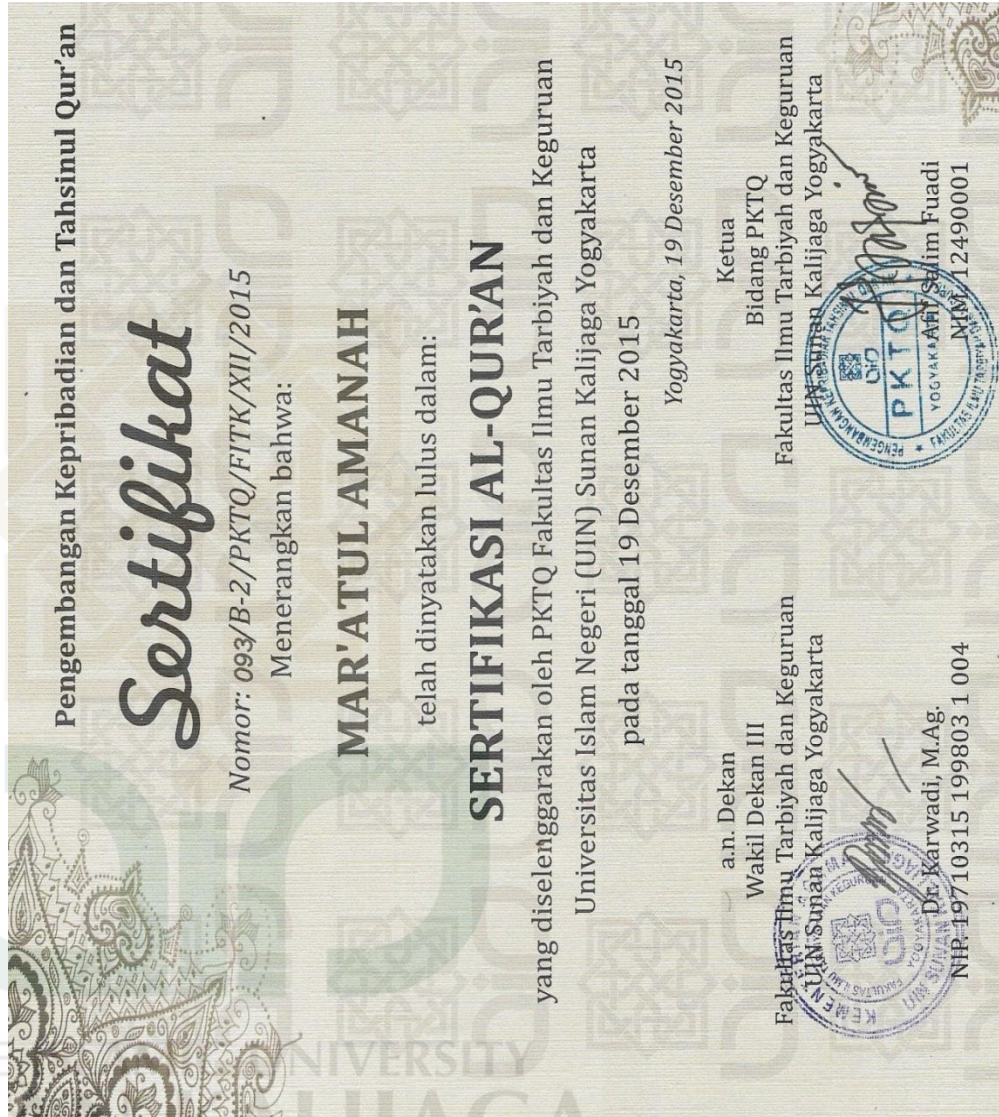 Pengembangan Kepribadian dan Tahsinul Qur'an
Sertifikat
Nomor: 093/B-2/PKTQ/FITK/XII/2015
Menerangkan bahwa:
MAR'ATUL AMANAH
telah dinyatakan lulus dalam:
SERTIFIKASI AL-QUR'AN
yang diselenggarakan oleh PKTQ Fakultas Ilmu Tarbiyah dan Keguruan
Universitas Islam Negeri (UIN) Sunan Kalijaga Yogyakarta
pada tanggal 19 Desember 2015
Yogyakarta, 19 Desember 2015
a.n. Dekan
Wakil Dekan III
Fakultas Ilmu Tarbiyah dan Keguruan
UIN Sunan Kalijaga Yogyakarta
Dr. Karwadi, M.Ag.
NIP. 19710315 199803 1 004
Ketua
Bidang PKTQ
Fakultas Ilmu Tarbiyah dan Keguruan
UIN Sunan Kalijaga Yogyakarta
Salim Fuadi
NIM 12490001
PKTQ
YOGYAKARTA
UNIVERSITY